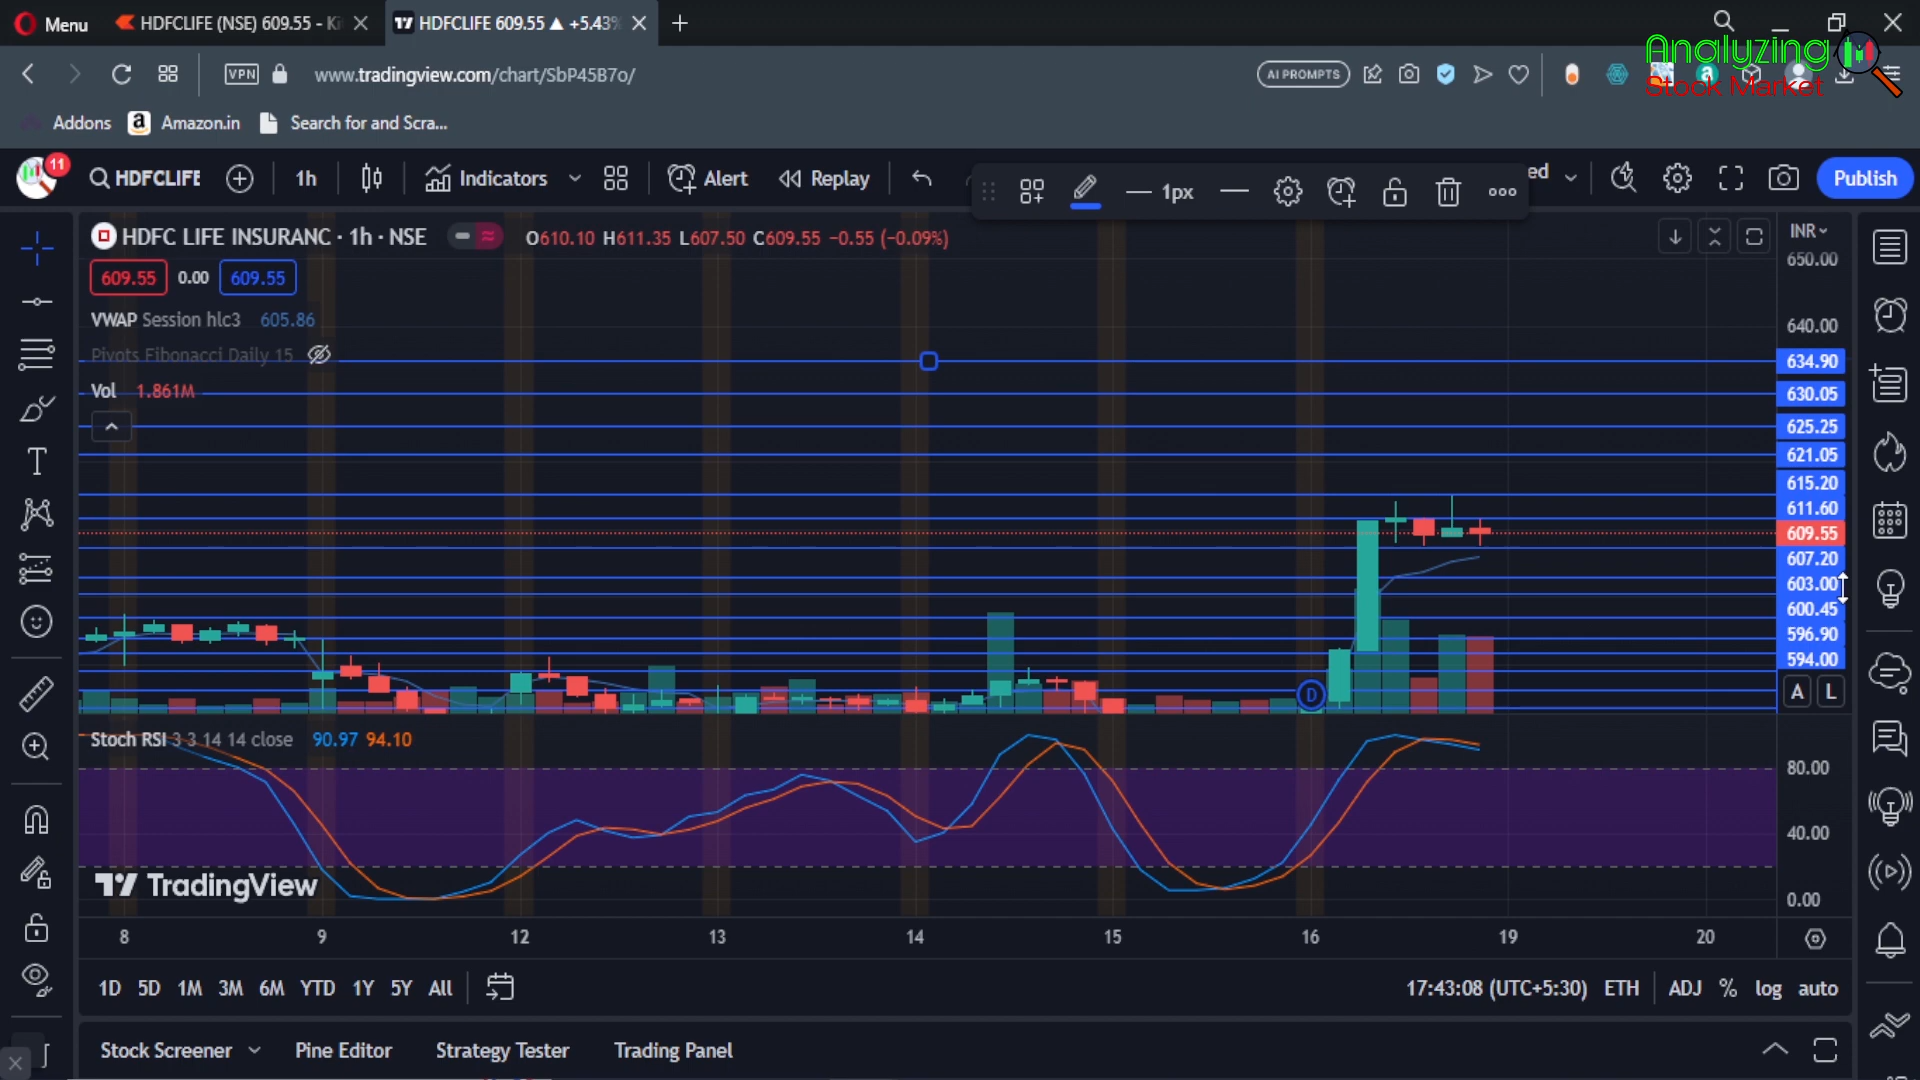 Menu
HDFCLIFE (NSE) 609.55 - Ki
HDFCLIFE 609.55 ▲ +5.43%
VPN
www.tradingview.com/chart/SbP45B7o/
AI PROMPTS
Analyzing
Stock Market
Addons
Amazon.in
Search for and Scra...
11
HDFCLIFE
1h
Indicators
Alert
Replay
1px
ed
Publish
HDFC LIFE INSURANC · 1h · NSE
O610.10 H611.35 L607.50 C609.55 −0.55 (−0.09%)
INR
609.55 0.00 609.55
VWAP Session hlc3 605.86
Pivots Fibonacci Daily 15
Vol 1.861M
650.00
640.00
634.90
630.05
625.25
621.05
615.20
611.60
609.55
607.20
603.00
600.45
596.90
594.00
A L
D
Stoch RSI 3 3 14 14 close 90.97 94.10
80.00
40.00
0.00
TradingView
8 9 12 13 14 15 16 19 20
1D 5D 1M 3M 6M YTD 1Y 5Y All
17:43:08 (UTC+5:30) ETH ADJ % log auto
Stock Screener Pine Editor Strategy Tester Trading Panel